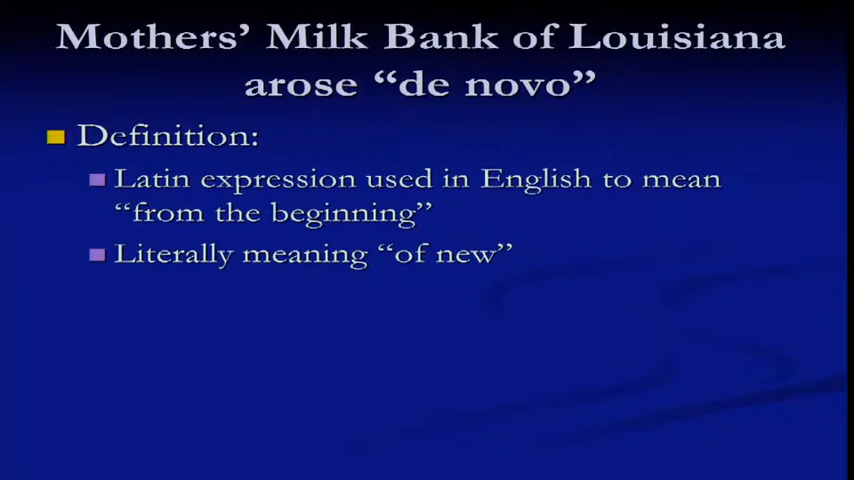 Mothers’ Milk Bank of Louisiana
arose “de novo”
Definition:
Latin expression used in English to mean
“from the beginning”
Literally meaning “of new”